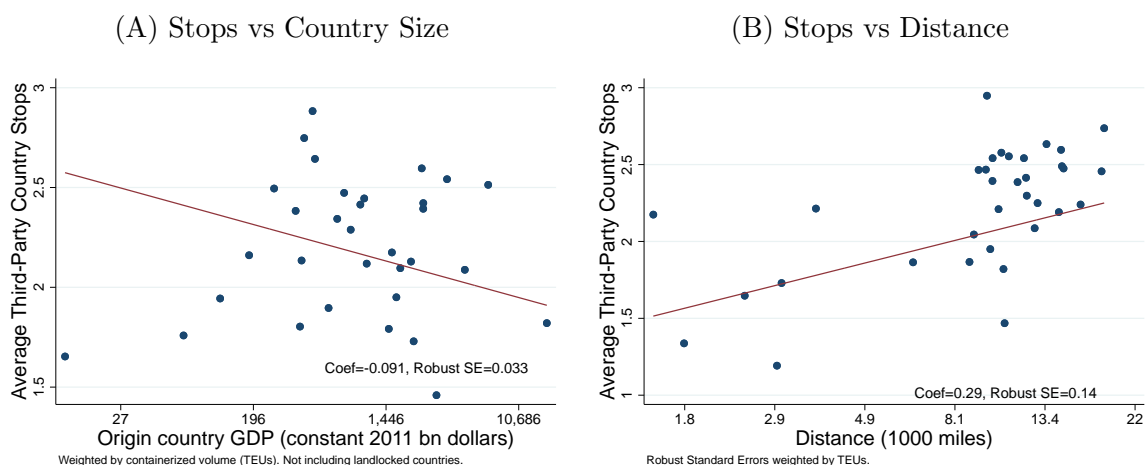 (A) Stops vs Country Size
Average Third-Party Country Stops
3
2.5
2
1.5
Coef=-0.091, Robust SE=0.033
27 196 1,446 10,686
Origin country GDP (constant 2011 bn dollars)
Weighted by containerized volume (TEUs). Not including landlocked countries.
(B) Stops vs Distance
Average Third-Party Country Stops
3
2.5
2
1.5
1
Coef=0.29, Robust SE=0.14
1.8 2.9 4.9 8.1 13.4 22
Distance (1000 miles)
Robust Standard Errors weighted by TEUs.